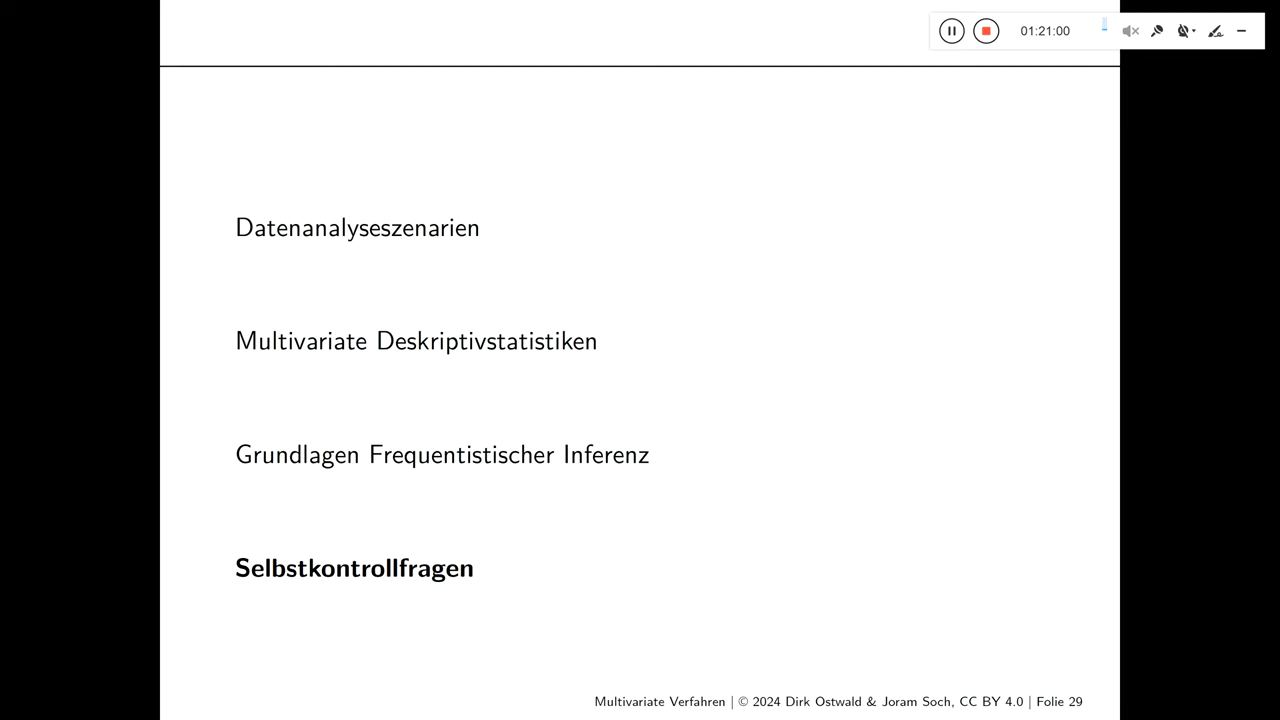 01:21:00
Datenanalyseszenarien
Multivariate Deskriptivstatistiken
Grundlagen Frequentistischer Inferenz
Selbstkontrollfragen
Multivariate Verfahren | © 2024 Dirk Ostwald & Joram Soch, CC BY 4.0 | Folie 29